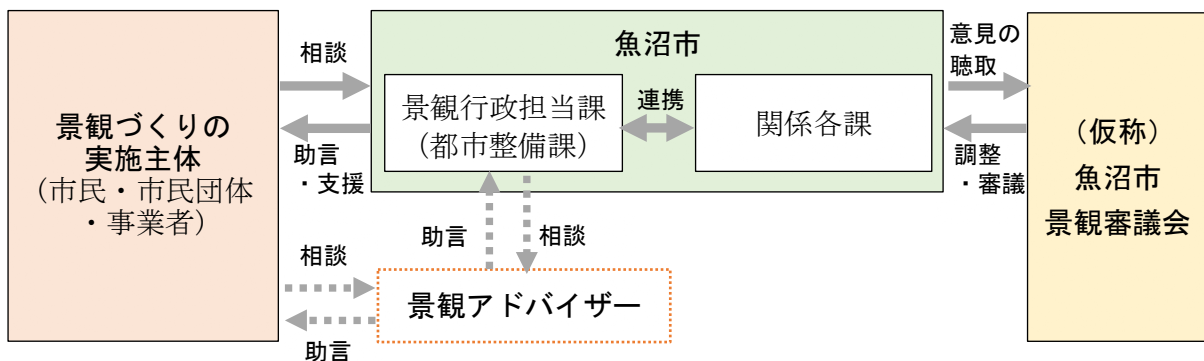 景観づくりの
実施主体
（市民・市民団体
・事業者）
相談
助言
・支援
魚沼市
景観行政担当課
（都市整備課）
連携
関係各課
意見の
聴取
調整
・審議
（仮称）
魚沼市
景観審議会
助言
相談
相談
助言
景観アドバイザー